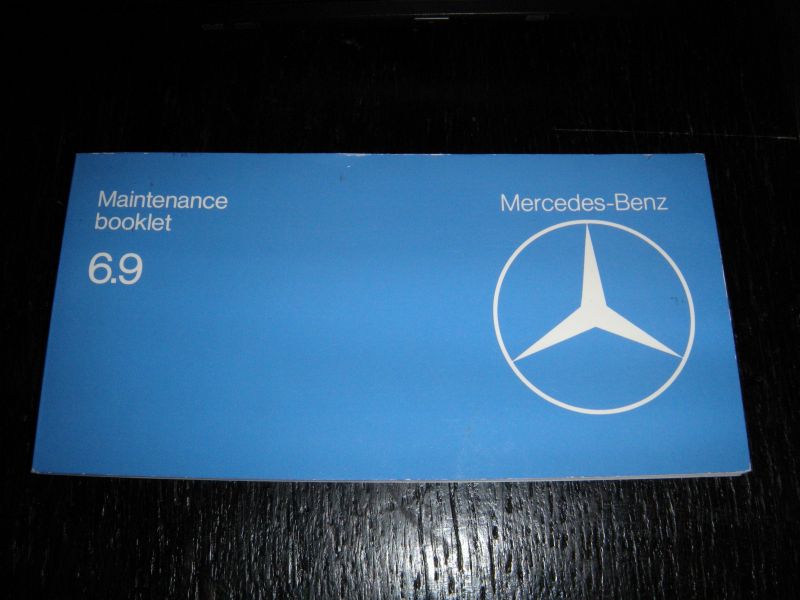 Maintenance
booklet
6.9
Mercedes-Benz